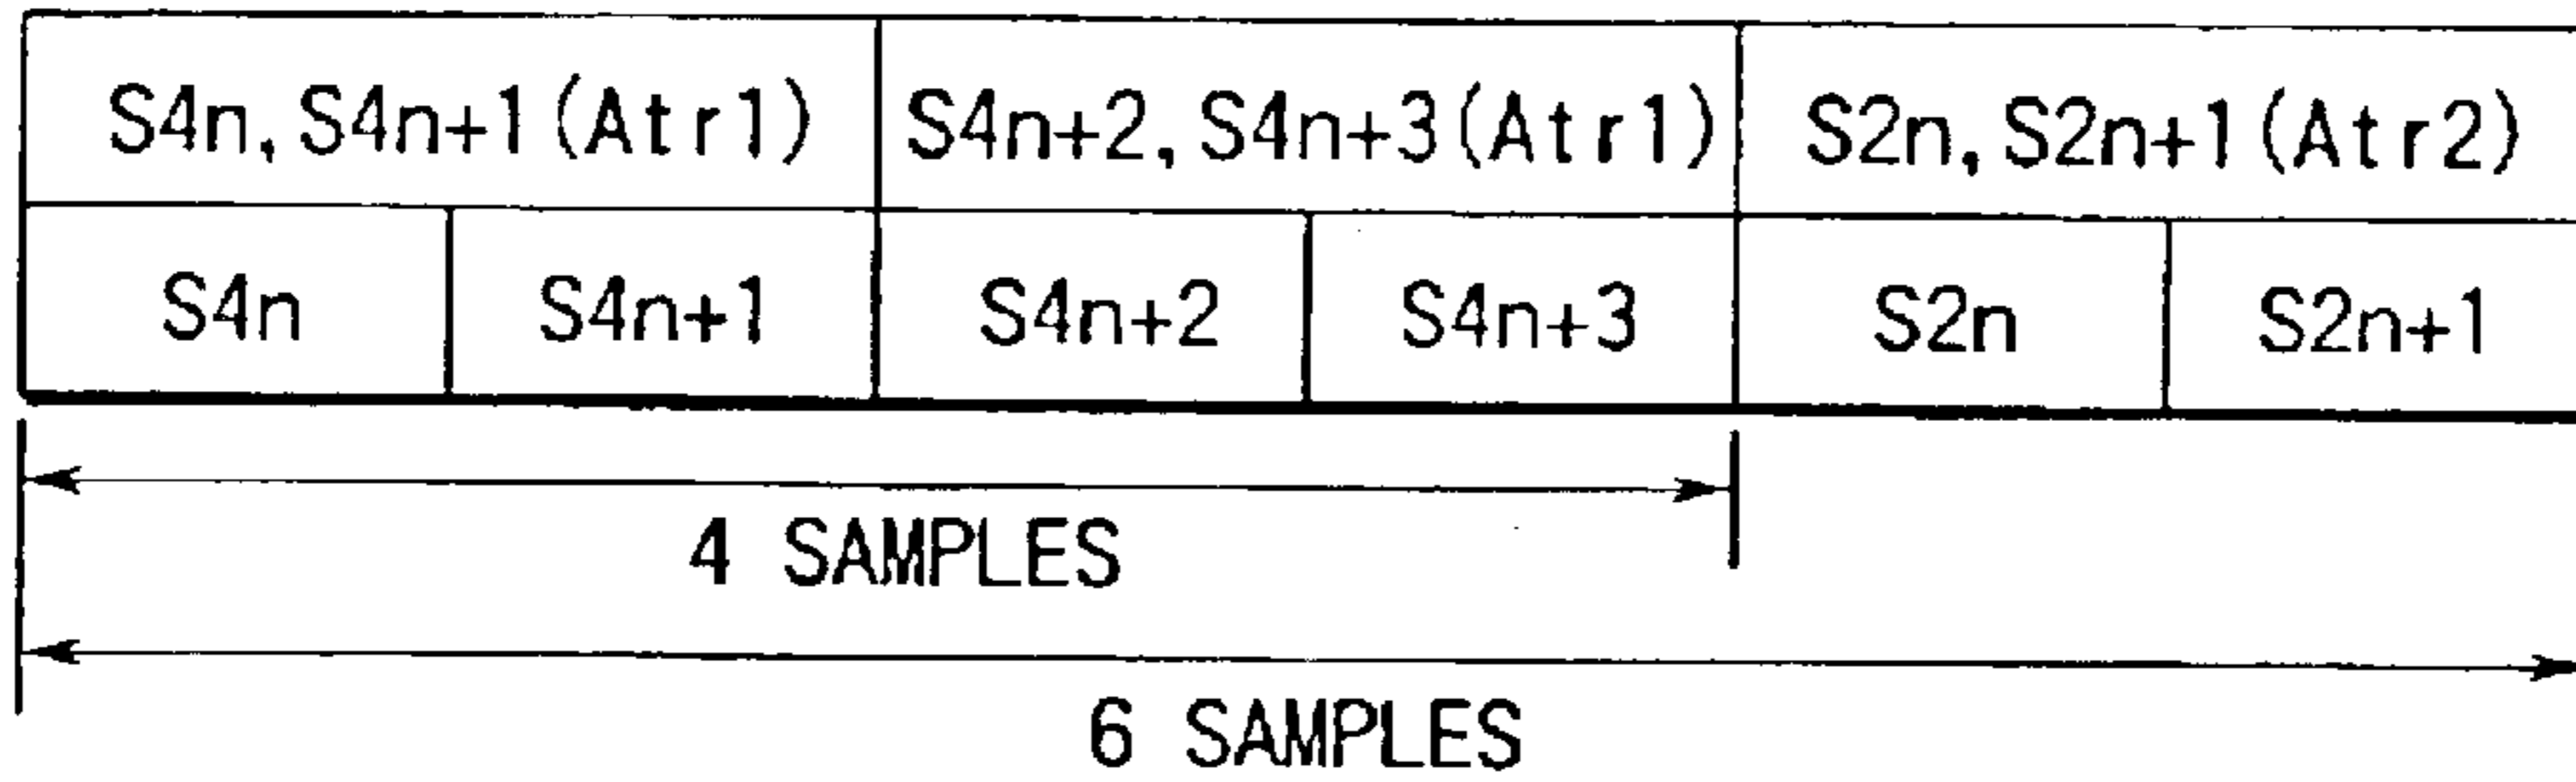 S4n, S4n+1(Atr1) S4n+2, S4n+3(Atr1) S2n, S2n+1(Atr2)
S4n S4n+1 S4n+2 S4n+3 S2n S2n+1
4 SAMPLES
6 SAMPLES